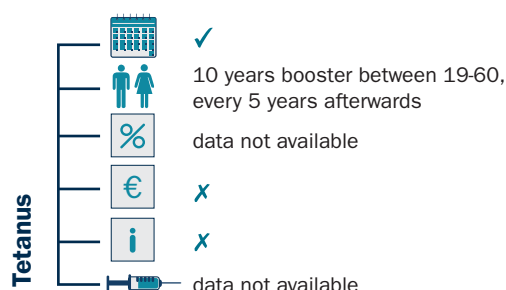 ✓
10 years booster between 19-60,
every 5 years afterwards
%
data not available
€
✗
i
✗
Tetanus
data not available